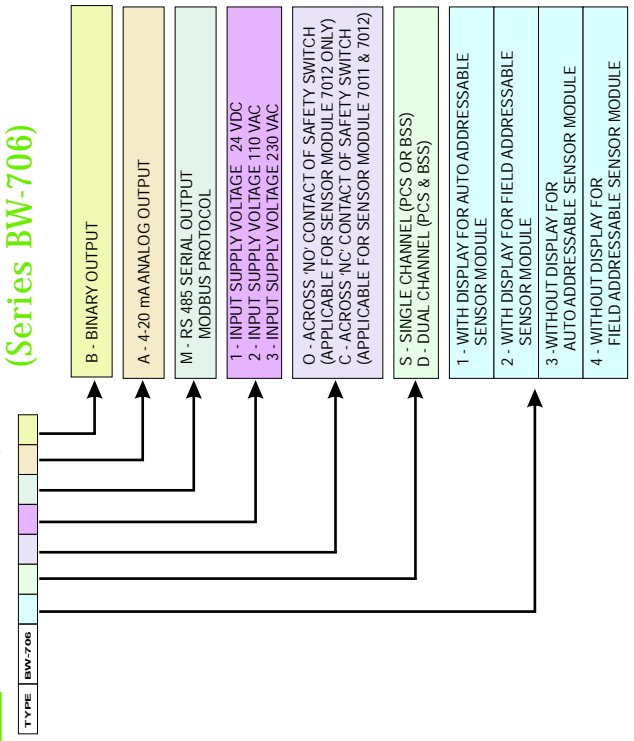 (Series BW-706)
TYPE BW-706
B - BINARY OUTPUT
A - 4-20 mA ANALOG OUTPUT
M - RS 485 SERIAL OUTPUT
MODBUS PROTOCOL
1 - INPUT SUPPLY VOLTAGE 24 VDC
2 - INPUT SUPPLY VOLTAGE 110 VAC
3 - INPUT SUPPLY VOLTAGE 230 VAC
O - ACROSS 'NO' CONTACT OF SAFETY SWITCH
(APPLICABLE FOR SENSOR MODULE 7012 ONLY)
C - ACROSS 'NC' CONTACT OF SAFETY SWITCH
(APPLICABLE FOR SENSOR MODULE 7011 & 7012)
S - SINGLE CHANNEL (PCS OR BSS)
D - DUAL CHANNEL (PCS & BSS)
1 - WITH DISPLAY FOR AUTO ADDRESSABLE
SENSOR MODULE
2 - WITH DISPLAY FOR FIELD ADDRESSABLE
SENSOR MODULE
3 -WITHOUT DISPLAY FOR
AUTO ADDRESSABLE SENSOR MODULE
4 - WITHOUT DISPLAY FOR
FIELD ADDRESSABLE SENSOR MODULE